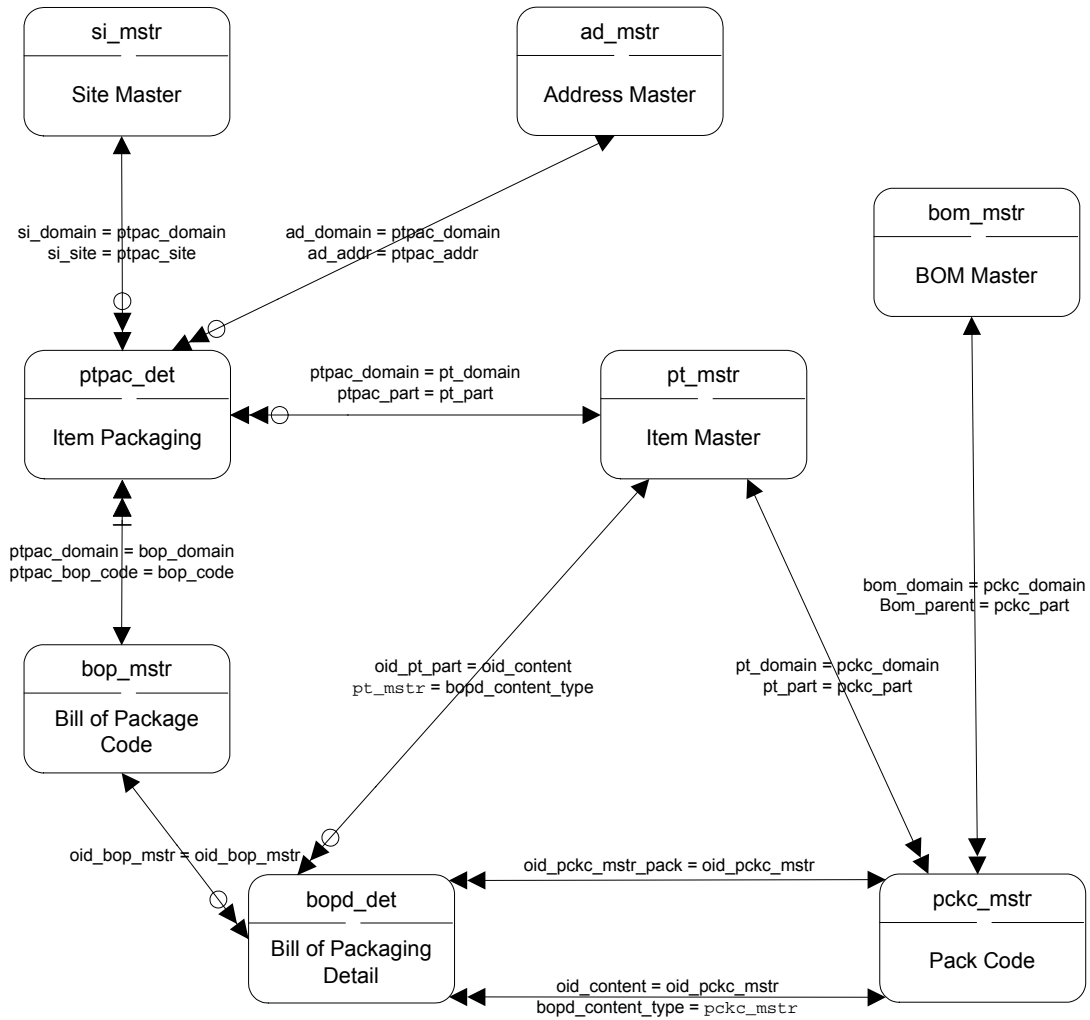 si_mstr
Site Master
ad_mstr
Address Master
bom_mstr
BOM Master
si_domain = ptpac_domain
si_site = ptpac_site
ad_domain = ptpac_domain
ad_addr = ptpac_addr
ptpac_det
Item Packaging
ptpac_domain = pt_domain
ptpac_part = pt_part
pt_mstr
Item Master
ptpac_domain = bop_domain
ptpac_bop_code = bop_code
bom_domain = pckc_domain
Bom_parent = pckc_part
bop_mstr
Bill of Package
Code
oid_pt_part = oid_content
pt_mstr = bopd_content_type
pt_domain = pckc_domain
pt_part = pckc_part
oid_bop_mstr = oid_bop_mstr
bopd_det
Bill of Packaging
Detail
oid_pckc_mstr_pack = oid_pckc_mstr
oid_content = oid_pckc_mstr
bopd_content_type = pckc_mstr
pckc_mstr
Pack Code